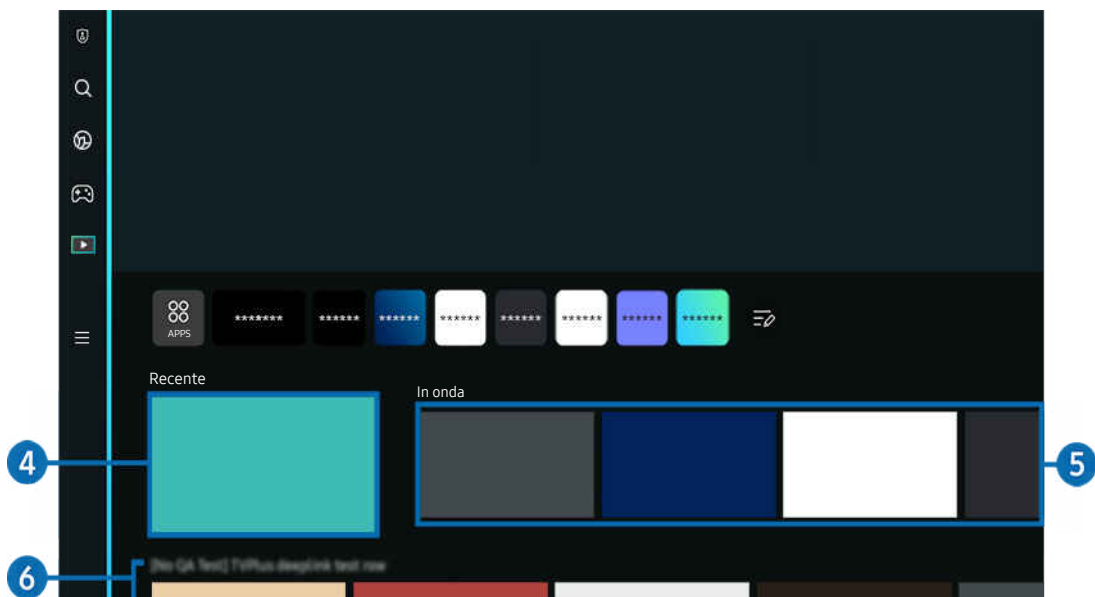 APPS
******* ****** ****** ****** ****** ****** ****** ******
Recente
In onda
4
5
[No QA Test] TVPlus deeplink test row
6